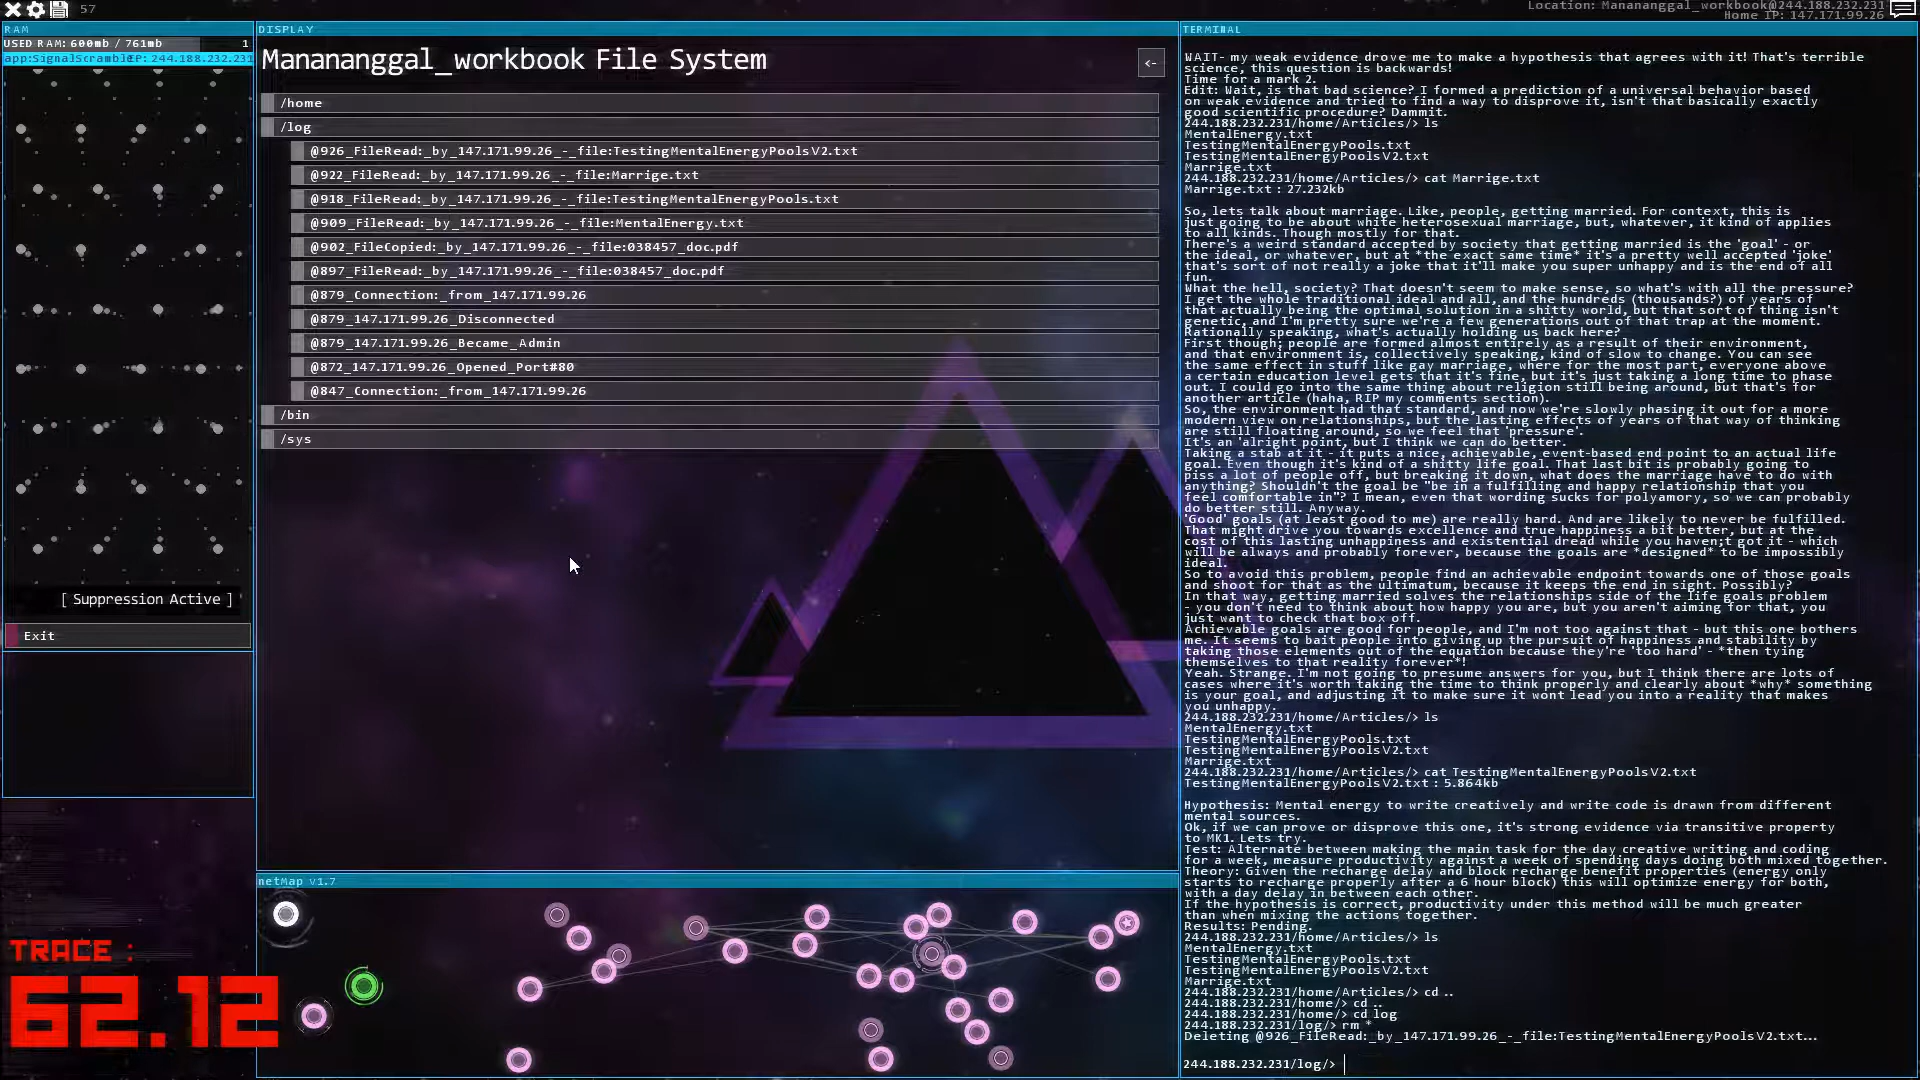 57
Location: Manananggal_workbook@244.188.232.231
Home IP: 147.171.99.26
RAM
USED RAM: 600mb / 761mb 1
app:SignalScramble IP: 244.188.232.231
[ Suppression Active ]
Exit
TRACE :
62.12
DISPLAY
Manananggal_workbook File System
<-
/home
/log
@926_FileRead:_by_147.171.99.26_-_file:TestingMentalEnergyPoolsV2.txt
@922_FileRead:_by_147.171.99.26_-_file:Marrige.txt
@918_FileRead:_by_147.171.99.26_-_file:TestingMentalEnergyPools.txt
@909_FileRead:_by_147.171.99.26_-_file:MentalEnergy.txt
@902_FileCopied:_by_147.171.99.26_-_file:038457_doc.pdf
@897_FileRead:_by_147.171.99.26_-_file:038457_doc.pdf
@879_Connection:_from_147.171.99.26
@879_147.171.99.26_Disconnected
@879_147.171.99.26_Became_Admin
@872_147.171.99.26_Opened_Port#80
@847_Connection:_from_147.171.99.26
/bin
/sys
netMap v1.7
TERMINAL
WAIT- my weak evidence drove me to make a hypothesis that agrees with it! That's terrible
science, this question is backwards!
Time for a mark 2.
Edit: Wait, is that bad science? I formed a prediction of a universal behavior based
on weak evidence and tried to find a way to disprove it, isn't that basically exactly
good scientific procedure? Dammit.
244.188.232.231/home/Articles/> ls
MentalEnergy.txt
TestingMentalEnergyPools.txt
TestingMentalEnergyPoolsV2.txt
Marrige.txt
244.188.232.231/home/Articles/> cat Marrige.txt
Marrige.txt : 27.232kb
So, lets talk about marriage. Like, people, getting married. For context, this is
just going to be about white heterosexual marriage, but, whatever, it kind of applies
to all kinds. Though mostly for that.
There's a weird standard accepted by society that getting married is the 'goal' - or
the ideal, or whatever, but at *the exact same time* it's a pretty well accepted 'joke'
that's sort of not really a joke that it'll make you super unhappy and is the end of all
fun.
What the hell, society? That doesn't seem to make sense, so what's with all the pressure?
I get the whole traditional ideal and all, and the hundreds (thousands?) of years of
that actually being the optimal solution in a shitty world, but that sort of thing isn't
genetic, and I'm pretty sure we're a few generations out of that trap at the moment.
Rationally speaking, what's actually holding us back here?
First though; people are formed almost entirely as a result of their environment,
and that environment is, collectively speaking, kind of slow to change. You can see
the same effect in stuff like gay marriage, where for the most part, everyone above
a certain education level gets that it's fine, but it's just taking a long time to phase
out. I could go into the same thing about religion still being around, but that's for
another article (haha, RIP my comments section).
So, the environment had that standard, and now we're slowly phasing it out for a more
modern view on relationships, but the lasting effects of years of that way of thinking
are still floating around, so we feel that 'pressure'.
It's an 'alright point, but I think we can do better.
Taking a stab at it - it puts a nice, achievable, event-based end point to an actual life
goal. Even though it's kind of a shitty life goal. That last bit is probably going to
piss a lot of people off, but breaking it down, what does the marriage have to do with
anything? Shouldn't the goal be "be in a fulfilling and happy relationship that you
feel comfortable in"? I mean, even that wording sucks for polyamory, so we can probably
do better still. Anyway.
'Good' goals (at least good to me) are really hard. And are likely to never be fulfilled.
That might drive you towards excellence and true happiness a bit better, but at the
cost of this lasting unhappiness and existential dread while you haven;t got it - which
will be always and probably forever, because the goals are *designed* to be impossibly
ideal.
So to avoid this problem, people find an achievable endpoint towards one of those goals
and shoot for that as the ultimatum, because it keeps the end in sight. Possibly?
In that way, getting married solves the relationships side of the life goals problem
- you don't need to think about how happy you are, but you aren't aiming for that, you
just want to check that box off.
Achievable goals are good for people, and I'm not too against that - but this one bothers
me. It seems to bait people into giving up the pursuit of happiness and stability by
taking those elements out of the equation because they're 'too hard' - *then tying
themselves to that reality forever*!
Yeah. Strange. I'm not going to presume answers for you, but I think there are lots of
cases where it's worth taking the time to think properly and clearly about *why* something
is your goal, and adjusting it to make sure it wont lead you into a reality that makes
you unhappy.
244.188.232.231/home/Articles/> ls
MentalEnergy.txt
TestingMentalEnergyPools.txt
TestingMentalEnergyPoolsV2.txt
Marrige.txt
244.188.232.231/home/Articles/> cat TestingMentalEnergyPoolsV2.txt
TestingMentalEnergyPoolsV2.txt : 5.864kb
Hypothesis: Mental energy to write creatively and write code is drawn from different
mental sources.
Ok, if we can prove or disprove this one, it's strong evidence via transitive property
to MK1. Lets try.
Test: Alternate between making the main task for the day creative writing and coding
for a week, measure productivity against a week of spending days doing both mixed together.
Theory: Given the recharge delay and block recharge benefit properties (energy only
starts to recharge properly after a 6 hour block) this will optimize energy for both,
with a day delay in between each other.
If the hypothesis is correct, productivity under this method will be much greater
than when mixing the actions together.
Results: Pending.
244.188.232.231/home/Articles/> ls
MentalEnergy.txt
TestingMentalEnergyPools.txt
TestingMentalEnergyPoolsV2.txt
Marrige.txt
244.188.232.231/home/Articles/> cd ..
244.188.232.231/home/> cd ..
244.188.232.231/> cd log
244.188.232.231/log/> rm *
Deleting @926_FileRead:_by_147.171.99.26_-_file:TestingMentalEnergyPoolsV2.txt...
244.188.232.231/log/>